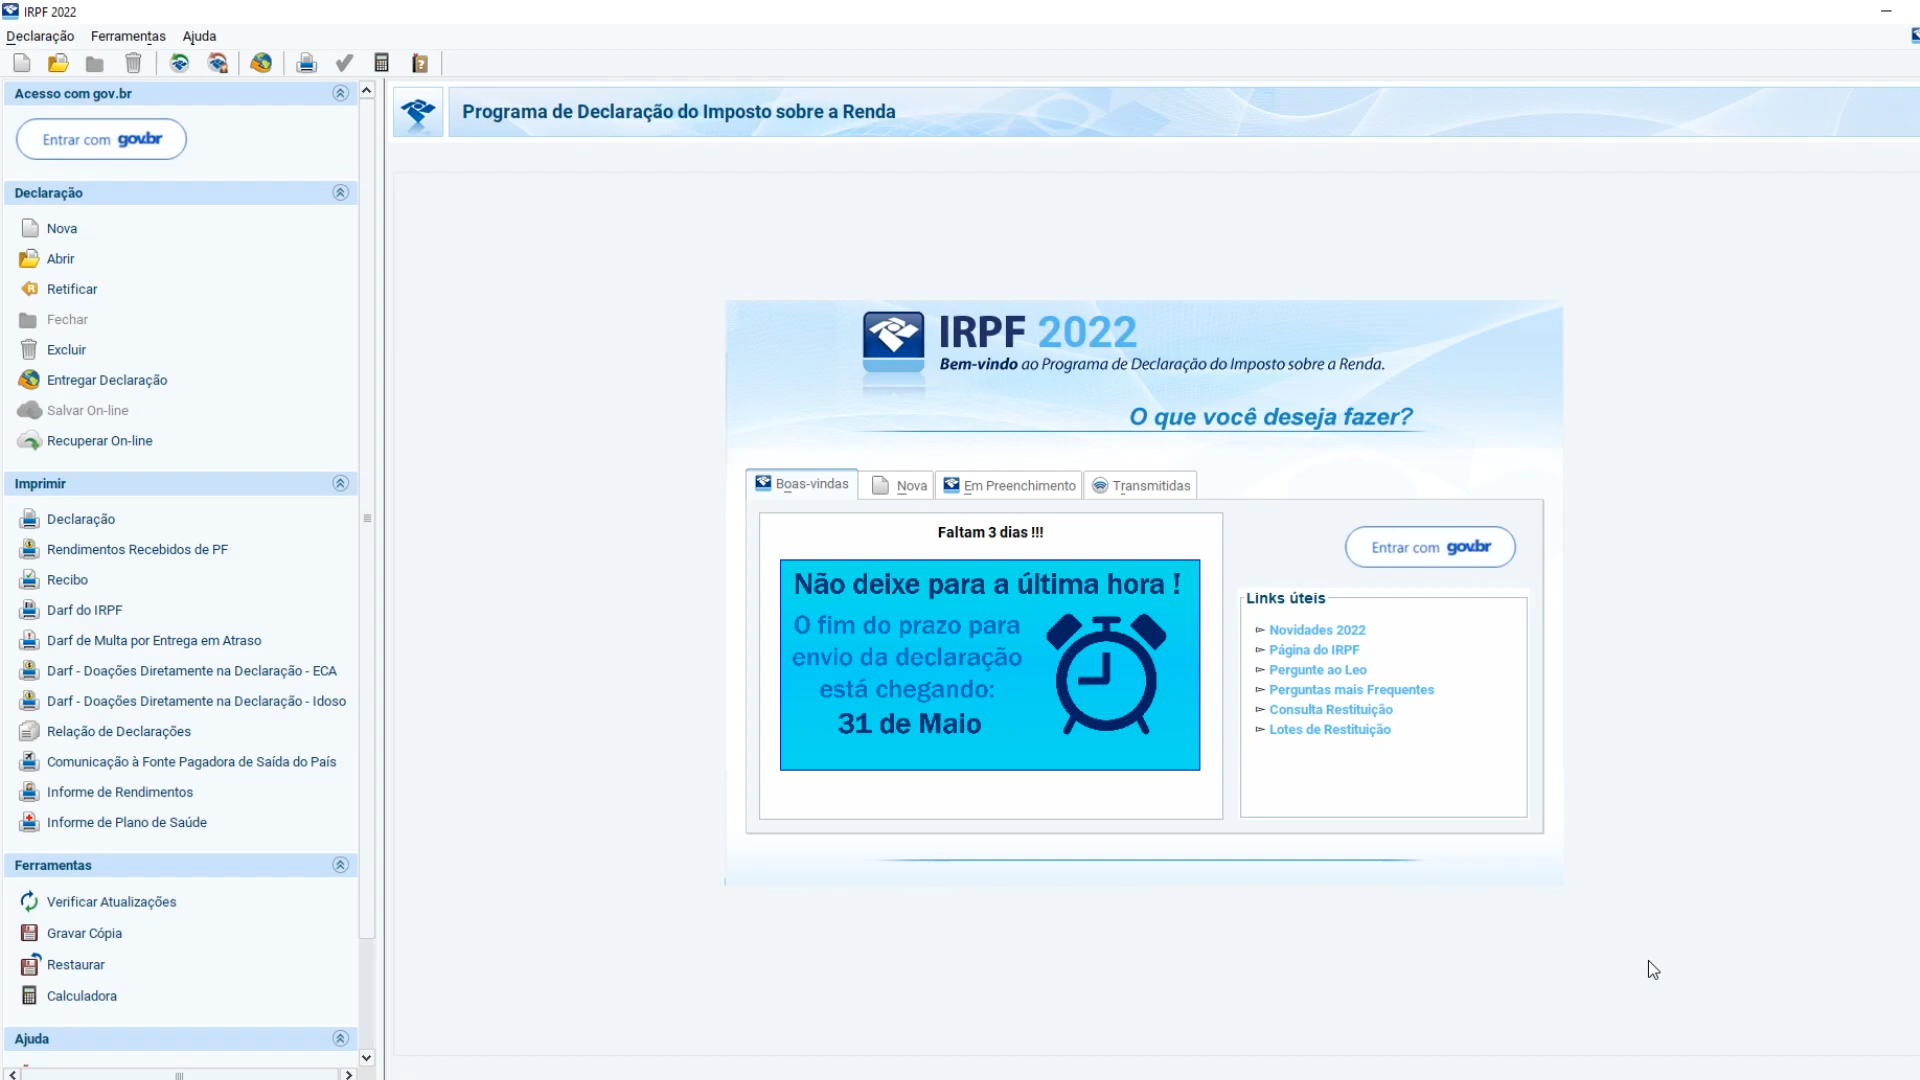 IRPF 2022
Declaração Ferramentas Ajuda
Acesso com gov.br
Entrar com gov.br
Declaração
Nova
Abrir
Retificar
Fechar
Excluir
Entregar Declaração
Salvar On-line
Recuperar On-line
Imprimir
Declaração
Rendimentos Recebidos de PF
Recibo
Darf do IRPF
Darf de Multa por Entrega em Atraso
Darf - Doações Diretamente na Declaração - ECA
Darf - Doações Diretamente na Declaração - Idoso
Relação de Declarações
Comunicação à Fonte Pagadora de Saída do País
Informe de Rendimentos
Informe de Plano de Saúde
Ferramentas
Verificar Atualizações
Gravar Cópia
Restaurar
Calculadora
Ajuda
Programa de Declaração do Imposto sobre a Renda
IRPF 2022
Bem-vindo ao Programa de Declaração do Imposto sobre a Renda.
O que você deseja fazer?
Boas-vindas Nova Em Preenchimento Transmitidas
Faltam 3 dias !!!
Não deixe para a última hora !
O fim do prazo para
envio da declaração
está chegando:
31 de Maio
Entrar com gov.br
Links úteis
Novidades 2022
Página do IRPF
Pergunte ao Leo
Perguntas mais Frequentes
Consulta Restituição
Lotes de Restituição